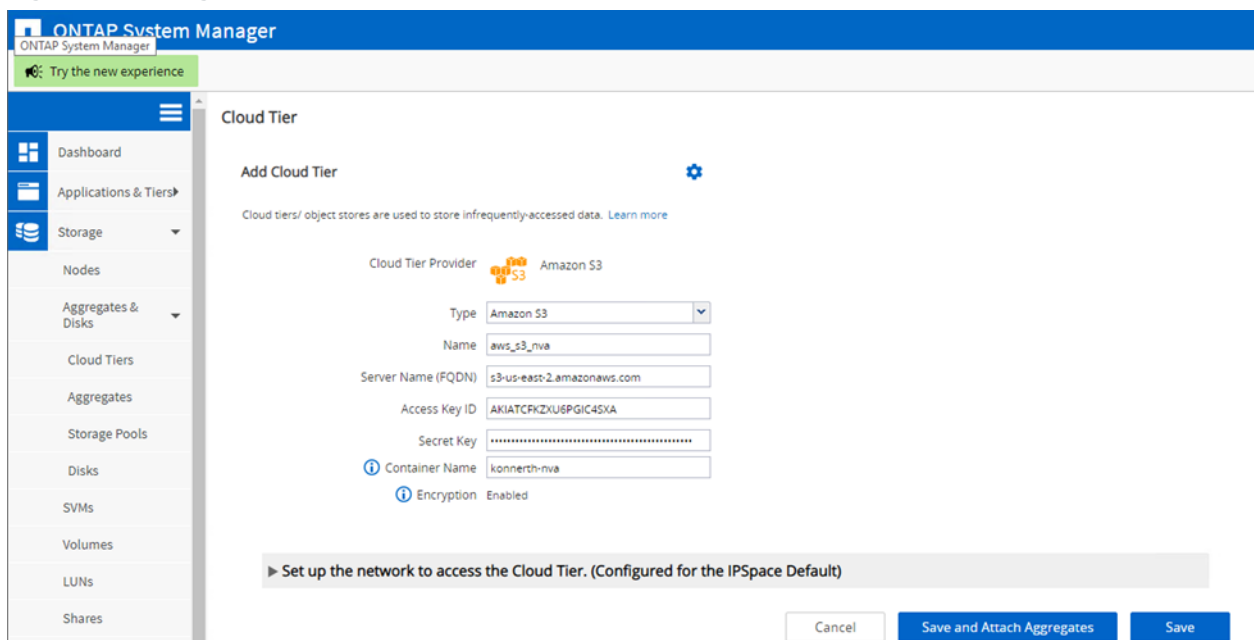 ONTAP System Manager
ONTAP System Manager
Try the new experience
Cloud Tier
Dashboard
Add Cloud Tier
Applications & Tiers
Cloud tiers/ object stores are used to store infrequently-accessed data. Learn more
Storage
Cloud Tier Provider S3 Amazon S3
Nodes
Aggregates &
Disks
Type Amazon S3
Name aws_s3_nva
Cloud Tiers
Server Name (FQDN) s3-us-east-2.amazonaws.com
Aggregates
Access Key ID AKIATCFKZXU6PGIC4SXA
Storage Pools
Secret Key ••••••••••••••••••••••••••••••••••••••••••••••••••
Disks
Container Name konnerth-nva
Encryption Enabled
SVMs
Volumes
Set up the network to access the Cloud Tier. (Configured for the IPSpace Default)
LUNs
Shares
Cancel Save and Attach Aggregates Save